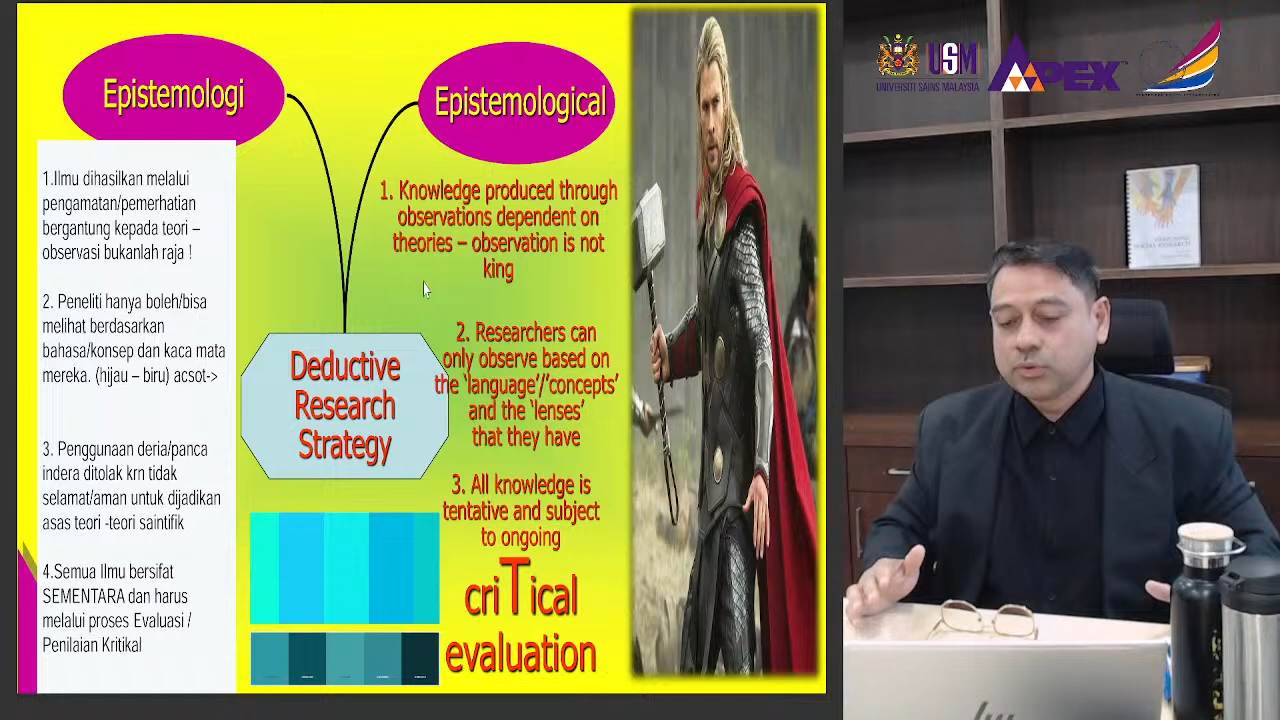 Epistemologi
1.Ilmu dihasilkan melalui
pengamatan/pemerhatian
bergantung kepada teori –
observasi bukanlah raja !
2. Peneliti hanya boleh/bisa
melihat berdasarkan
bahasa/konsep dan kaca mata
mereka. (hijau – biru) acsot->
3. Penggunaan deria/panca
indera ditolak krn tidak
selamat/aman untuk dijadikan
asas teori -teori saintifik
4.Semua Ilmu bersifat
SEMENTARA dan harus
melalui proses Evaluasi /
Penilaian Kritikal
Deductive
Research
Strategy
Epistemological
1. Knowledge produced through
observations dependent on
theories – observation is not
king
2. Researchers can
only observe based on
the ‘language’/’concepts’
and the ‘lenses’
that they have
3. All knowledge is
tentative and subject
to ongoing
criTical
evaluation
USM
UNIVERSITI SAINS MALAYSIA
APEX
hp